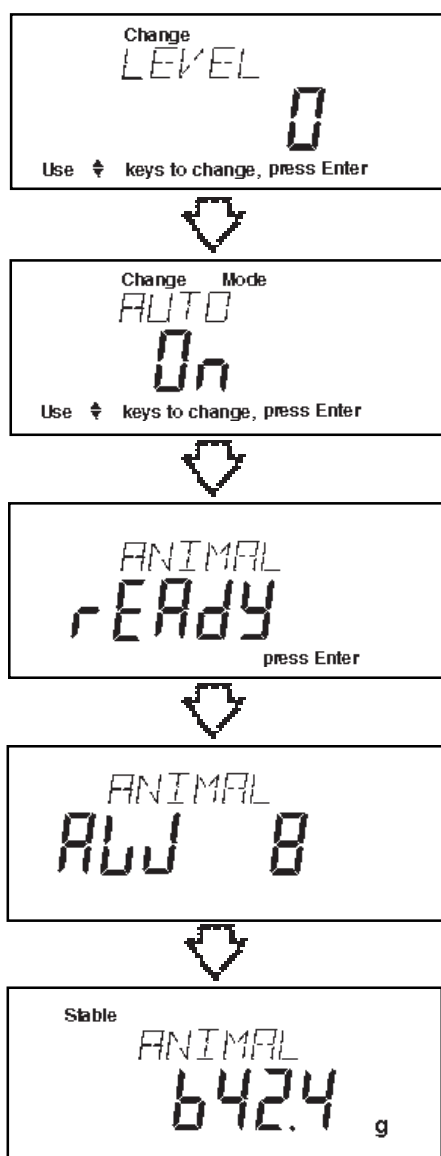 Change
LEVEL
0
Use keys to change, press Enter
Change Mode
AUTO
On
Use keys to change, press Enter
ANIMAL
rEAdY
press Enter
ANIMAL
AW 8
Stable
ANIMAL
642.4 g